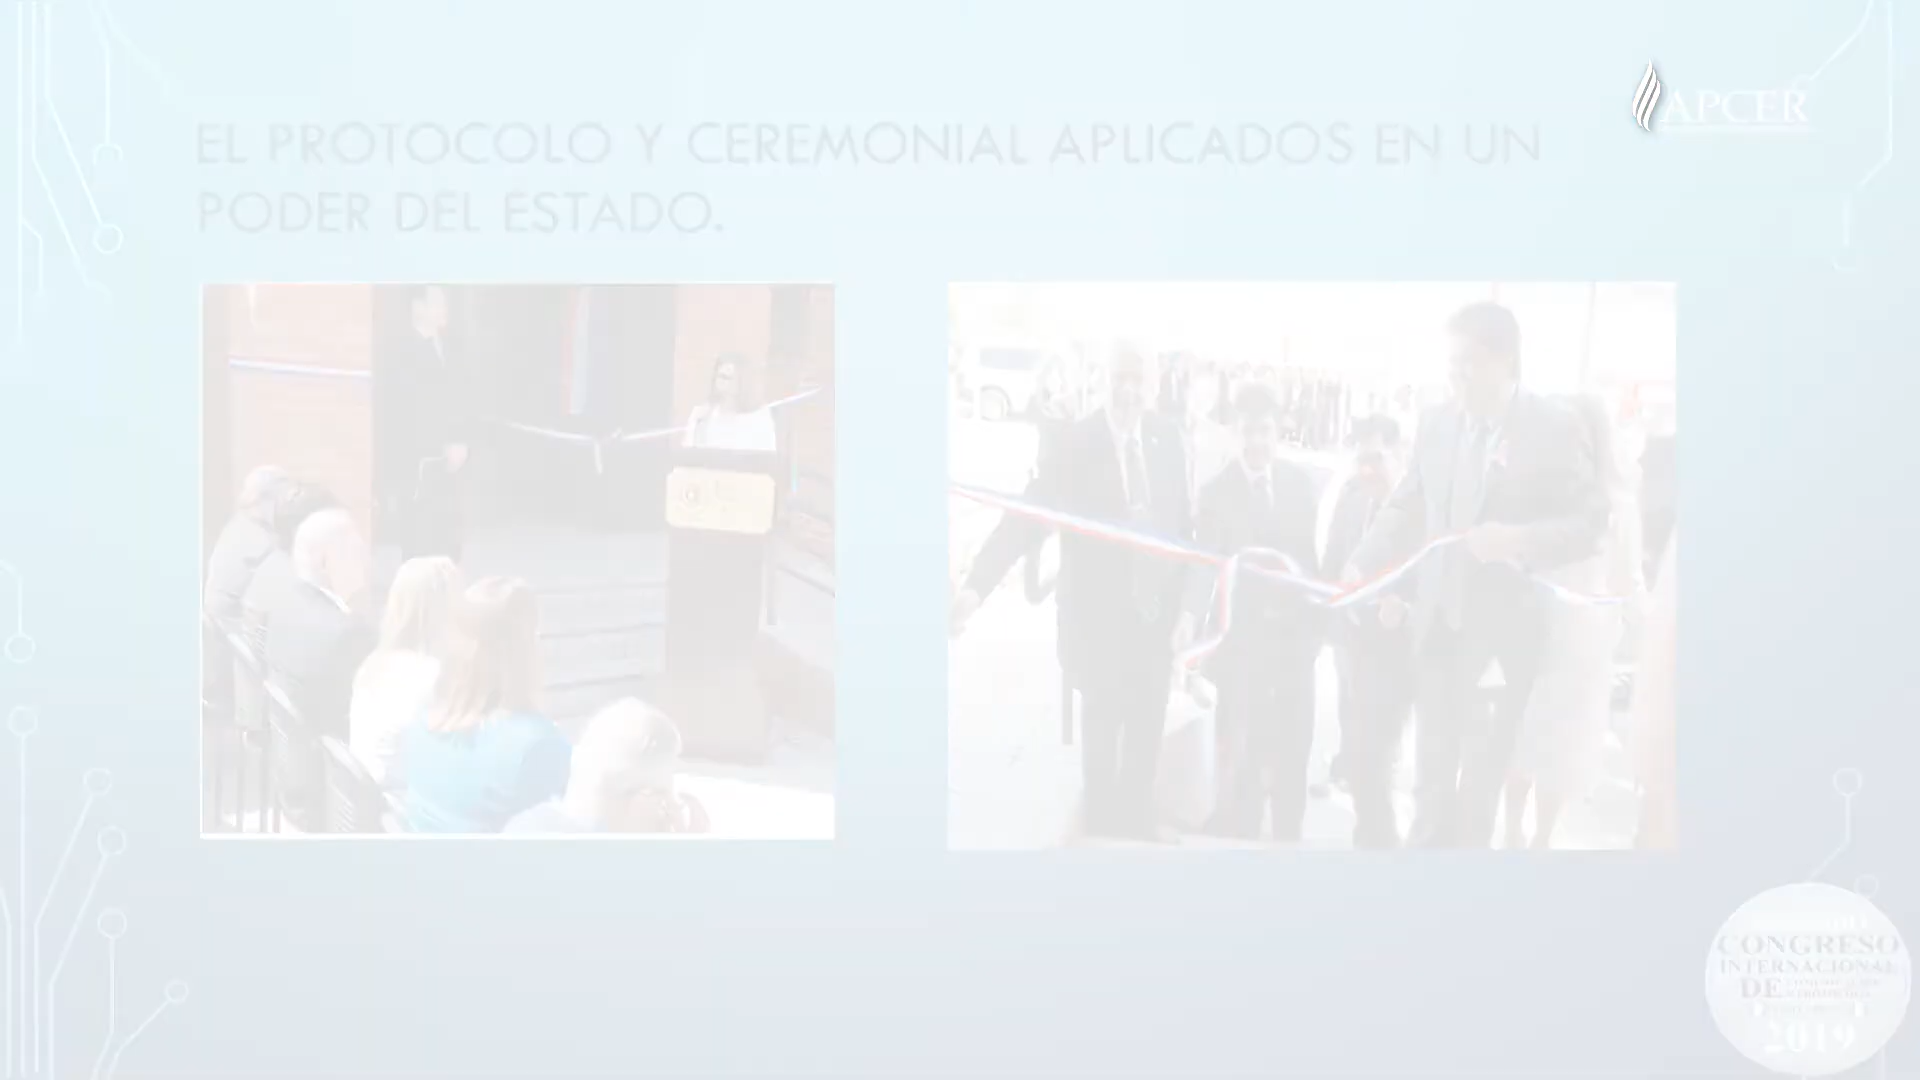 APCER
EL PROTOCOLO Y CEREMONIAL APLICADOS EN UN
PODER DEL ESTADO.
CONGRESO
INTERNACIONAL
DE
2019